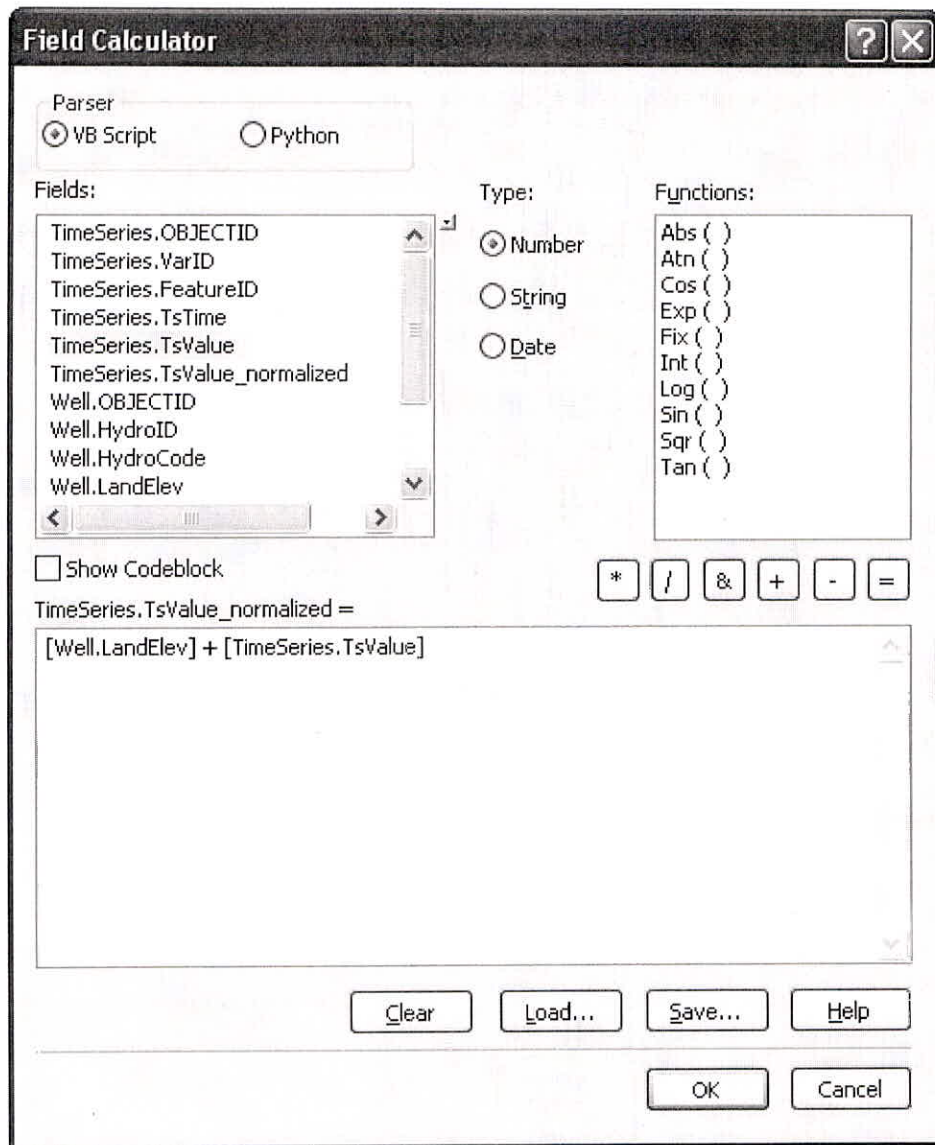 Field Calculator
Parser
VB Script Python
Fields:
TimeSeries.OBJECTID
TimeSeries.VarID
TimeSeries.FeatureID
TimeSeries.TsTime
TimeSeries.TsValue
TimeSeries.TsValue_normalized
Well.OBJECTID
Well.HydroID
Well.HydroCode
Well.LandElev
Type:
Number
String
Date
Functions:
Abs ( )
Atn ( )
Cos ( )
Exp ( )
Fix ( )
Int ( )
Log ( )
Sin ( )
Sqr ( )
Tan ( )
Show Codeblock
* / & + - =
TimeSeries.TsValue_normalized =
[Well.LandElev] + [TimeSeries.TsValue]
Clear Load... Save... Help
OK Cancel